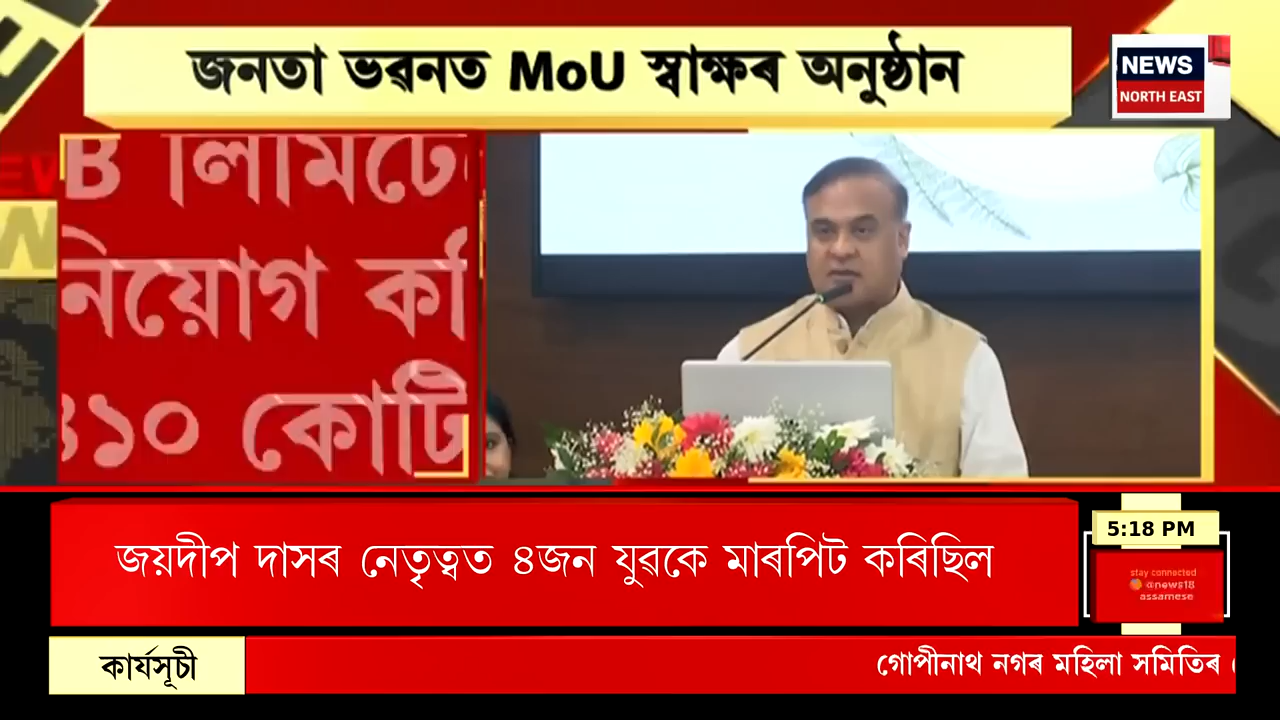 জনতা ভৱনত MoU স্বাক্ষৰ অনুষ্ঠান
NEWS
NORTH EAST
নিয়োগ
৪১০ কোটি
জয়দীপ দাসৰ নেতৃত্বত ৪জন যুৱকে মাৰপিট কৰিছিল
5:18 PM
stay connected
@news18
assamese
কাৰ্যসূচী
গোপীনাথ নগৰ মহিলা সমিতিৰ